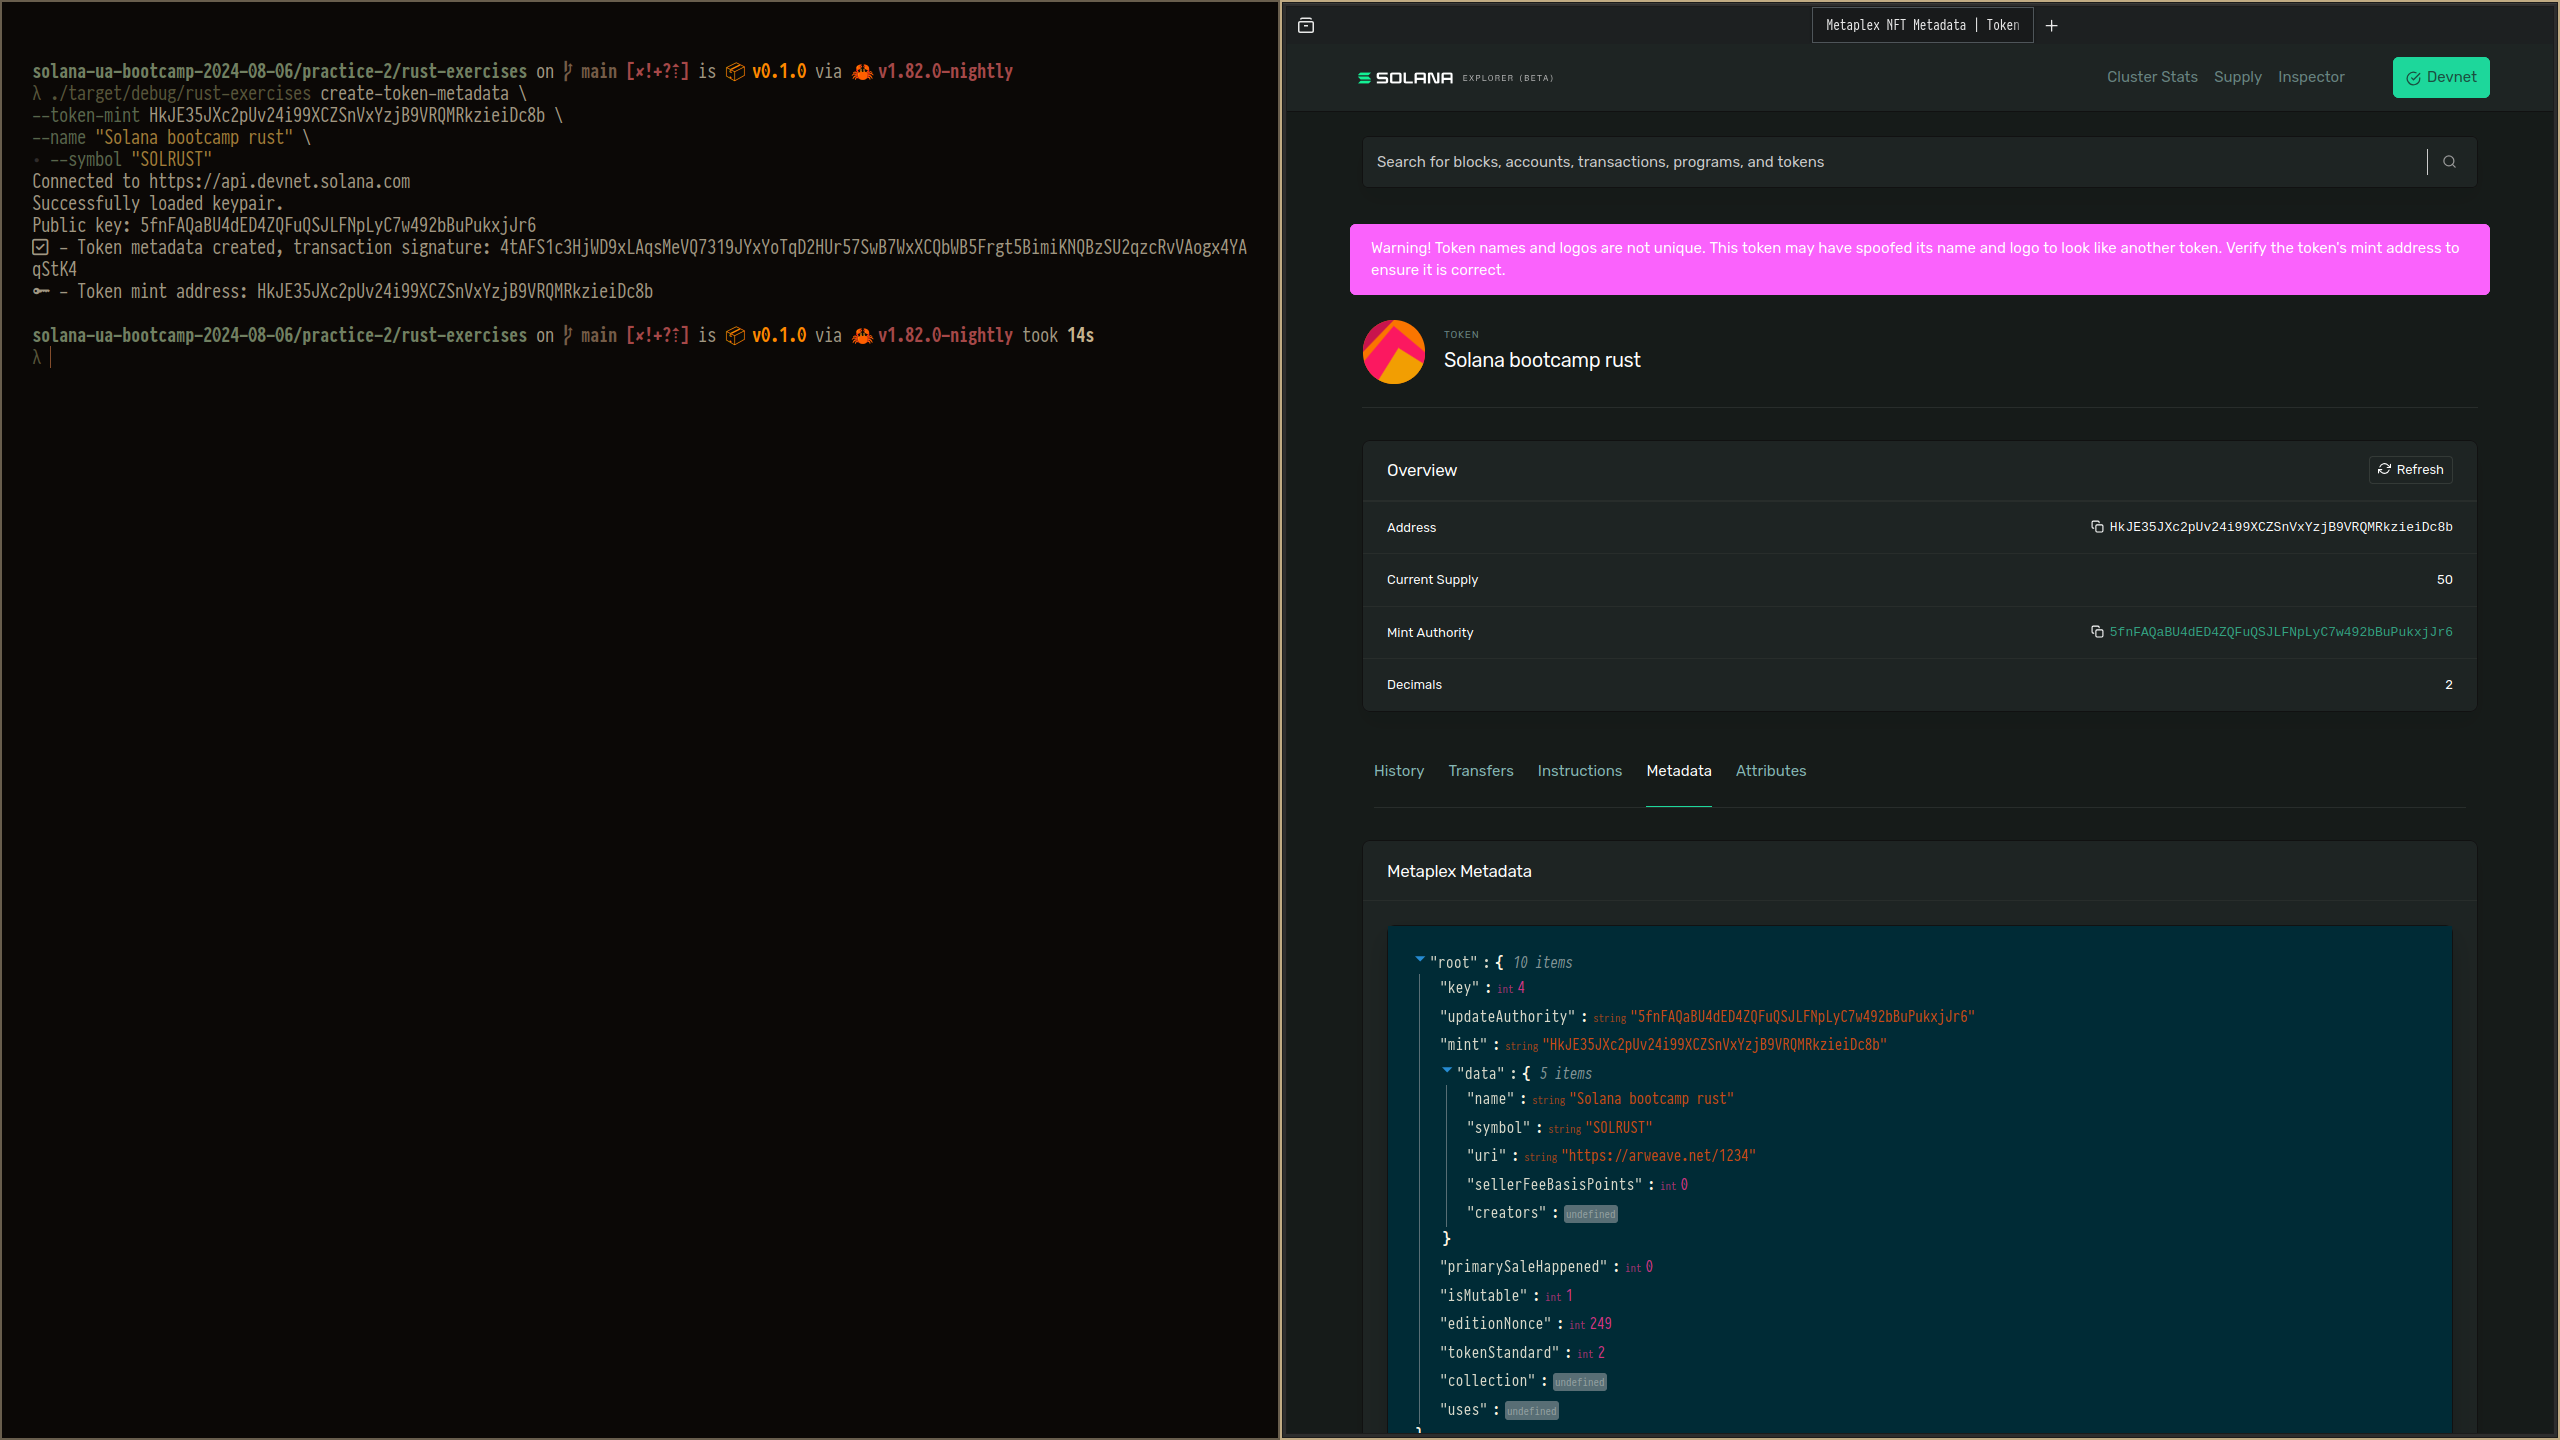 solana-ua-bootcamp-2024-08-06/practice-2/rust-exercises on main [✘!+?⇡] is 📦 v0.1.0 via 🦀 v1.82.0-nightly
λ ./target/debug/rust-exercises create-token-metadata \
--token-mint HkJE35JXc2pUv24i99XCZSnVxYzjB9VRQMRkzieiDc8b \
--name "Solana bootcamp rust" \
--symbol "SOLRUST"
Connected to https://api.devnet.solana.com
Successfully loaded keypair.
Public key: 5fnFAQaBU4dED4ZQFuQSJLFNpLyC7w492bBuPukxjJr6
☑ - Token metadata created, transaction signature: 4tAFS1c3HjWD9xLAqsMeVQ7319JYxYoTqD2HUr57SwB7WxXCQbWB5Frgt5BimiKNQBzSU2qzcRvVAogx4YA
qStK4
- Token mint address: HkJE35JXc2pUv24i99XCZSnVxYzjB9VRQMRkzieiDc8b
solana-ua-bootcamp-2024-08-06/practice-2/rust-exercises on main [✘!+?⇡] is 📦 v0.1.0 via 🦀 v1.82.0-nightly took 14s
λ
Metaplex NFT Metadata | Token
SOLANA EXPLORER (BETA)
Cluster Stats Supply Inspector Devnet
Search for blocks, accounts, transactions, programs, and tokens
Warning! Token names and logos are not unique. This token may have spoofed its name and logo to look like another token. Verify the token's mint address to
ensure it is correct.
TOKEN
Solana bootcamp rust
Overview Refresh
Address HkJE35JXc2pUv24i99XCZSnVxYzjB9VRQMRkzieiDc8b
Current Supply 50
Mint Authority 5fnFAQaBU4dED4ZQFuQSJLFNpLyC7w492bBuPukxjJr6
Decimals 2
History Transfers Instructions Metadata Attributes
Metaplex Metadata
"root" : { 10 items
"key" : int 4
"updateAuthority" : string "5fnFAQaBU4dED4ZQFuQSJLFNpLyC7w492bBuPukxjJr6"
"mint" : string "HkJE35JXc2pUv24i99XCZSnVxYzjB9VRQMRkzieiDc8b"
"data" : { 5 items
"name" : string "Solana bootcamp rust"
"symbol" : string "SOLRUST"
"uri" : string "https://arweave.net/1234"
"sellerFeeBasisPoints" : int 0
"creators" : undefined
}
"primarySaleHappened" : int 0
"isMutable" : int 1
"editionNonce" : int 249
"tokenStandard" : int 2
"collection" : undefined
"uses" : undefined
}